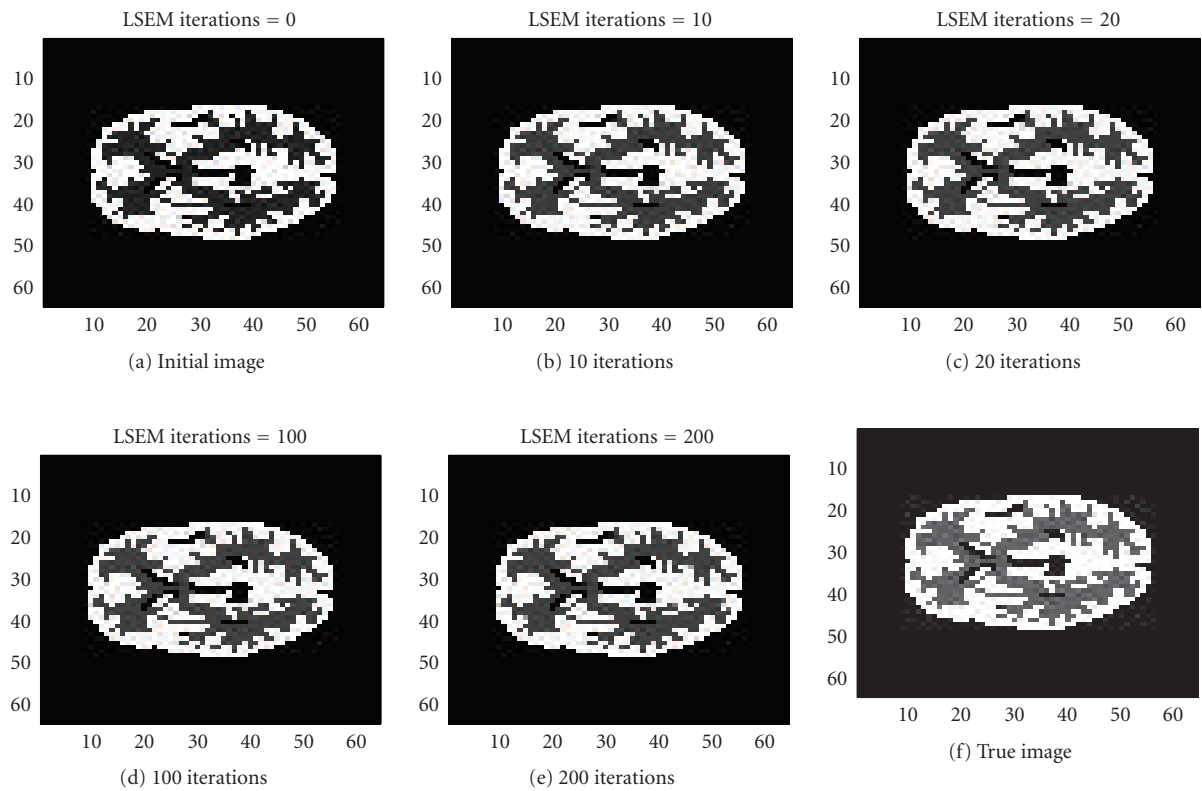 LSEM iterations = 0
10
20
30
40
50
60
10 20 30 40 50 60
(a) Initial image
LSEM iterations = 10
10
20
30
40
50
60
10 20 30 40 50 60
(b) 10 iterations
LSEM iterations = 20
10
20
30
40
50
60
10 20 30 40 50 60
(c) 20 iterations
LSEM iterations = 100
10
20
30
40
50
60
10 20 30 40 50 60
(d) 100 iterations
LSEM iterations = 200
10
20
30
40
50
60
10 20 30 40 50 60
(e) 200 iterations
10
20
30
40
50
60
10 20 30 40 50 60
(f) True image